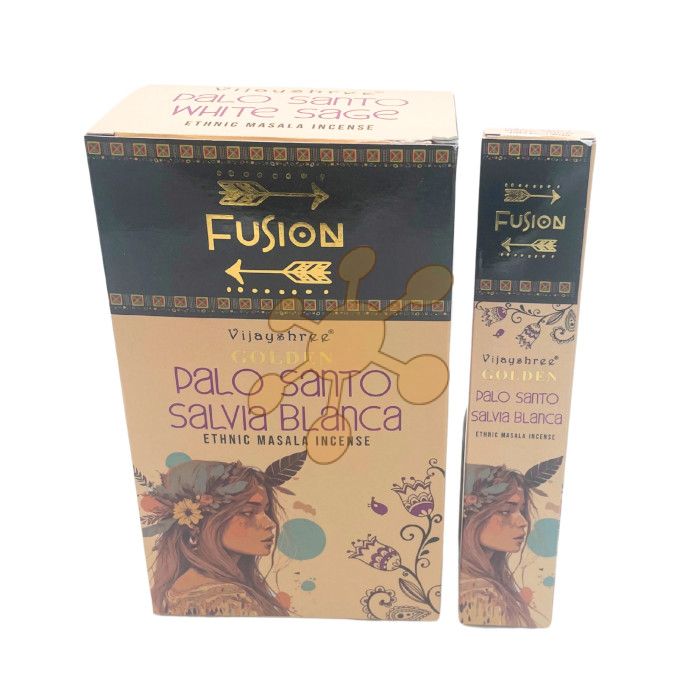 Vijayshree®
PALO SANTO
WHITE SAGE
ETHNIC MASALA INCENSE
FUSION
Vijayshree®
GOLDEN
PALO SANTO
SALVIA BLANCA
ETHNIC MASALA INCENSE
FUSION
Vijayshree®
GOLDEN
PALO SANTO
SALVIA BLANCA
ETHNIC MASALA INCENSE